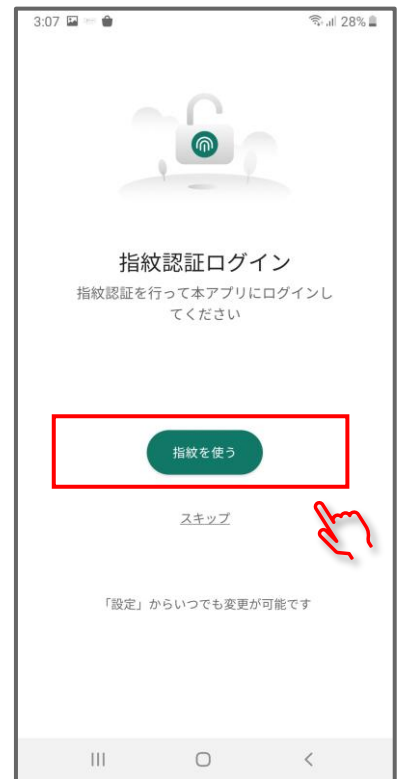 3:07 28%
指紋認証ログイン
指紋認証を行って本アプリにログインし
てください
指紋を使う
スキップ
「設定」からいつでも変更が可能です